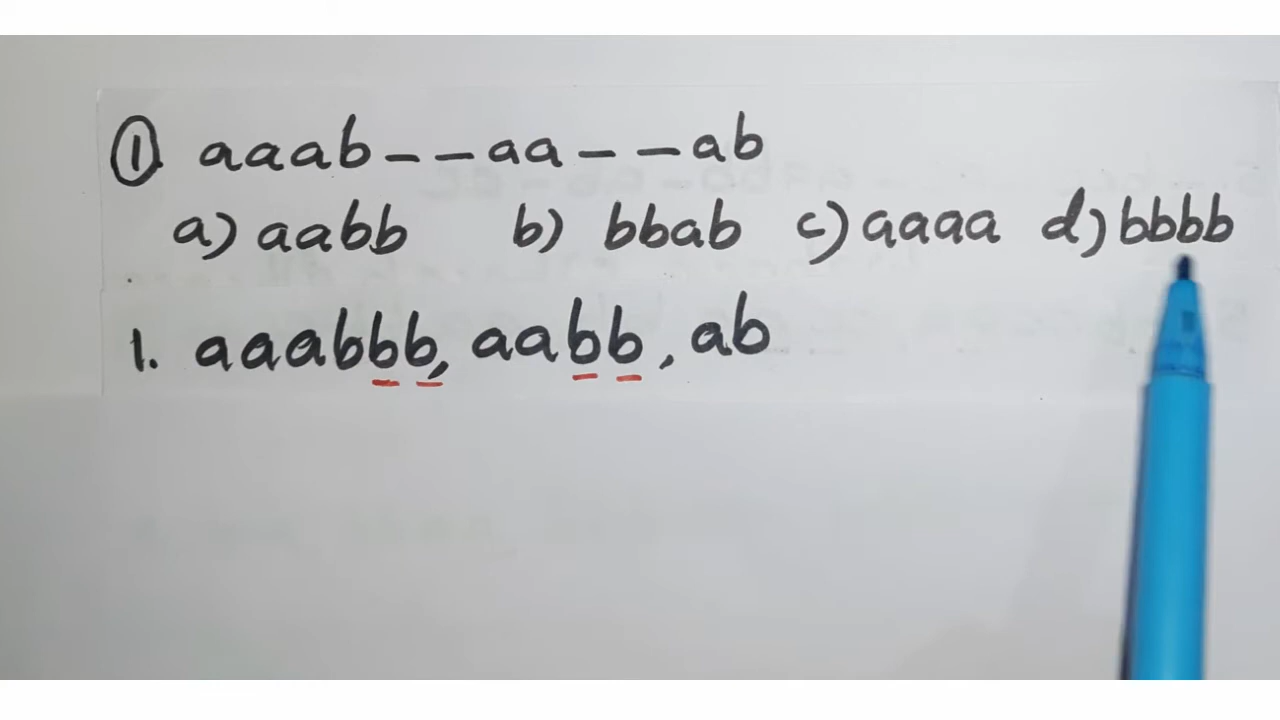 ① aaab--aa--ab
a) aabb b) bbab c) aaaa d) bbbb
1. aaabbb, aabb, ab